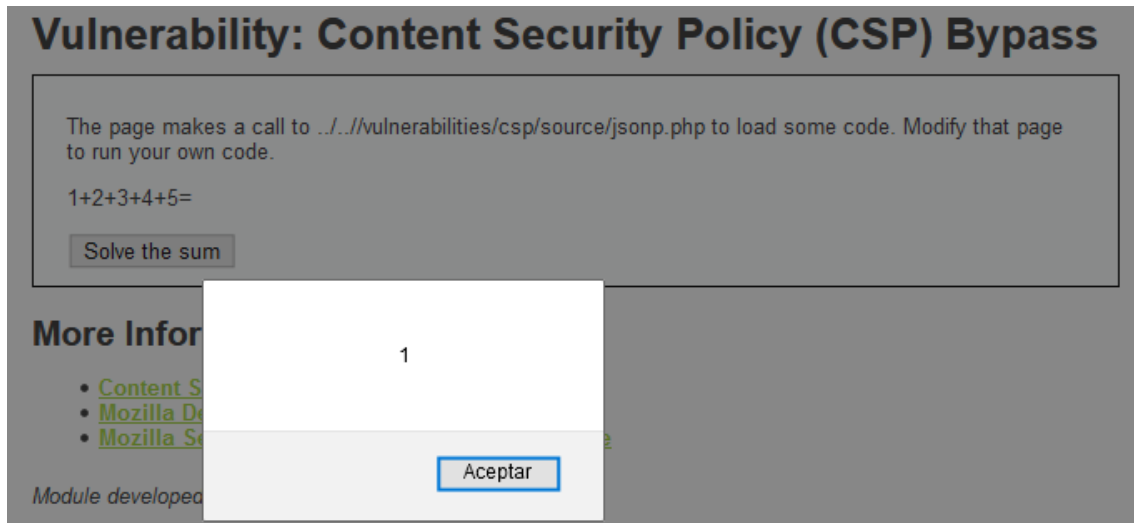 Vulnerability: Content Security Policy (CSP) Bypass
The page makes a call to ../..//vulnerabilities/csp/source/jsonp.php to load some code. Modify that page
to run your own code.
1+2+3+4+5=
Solve the sum
More Infor
1
• Content S
• Mozilla De
• Mozilla Se
Aceptar
Module developed